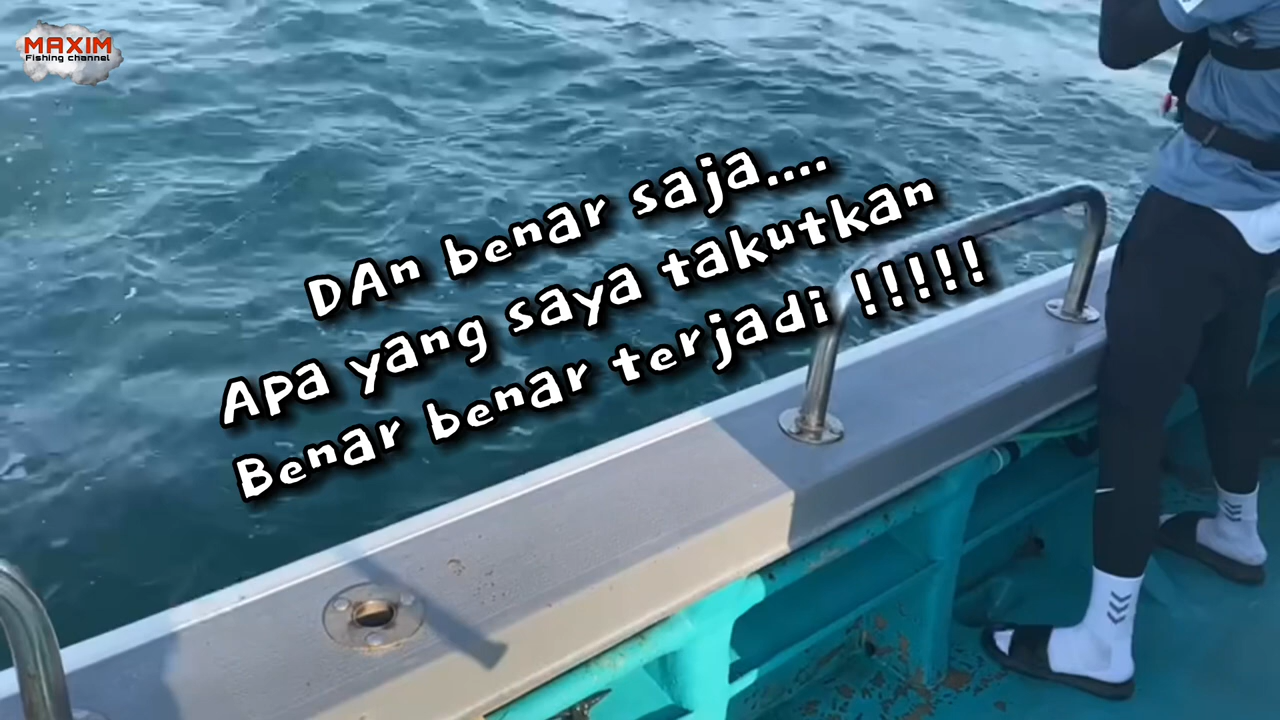 MAXIM
Fishing channel
DAn benar saja....
Apa yang saya takutkan
Benar benar terjadi !!!!!